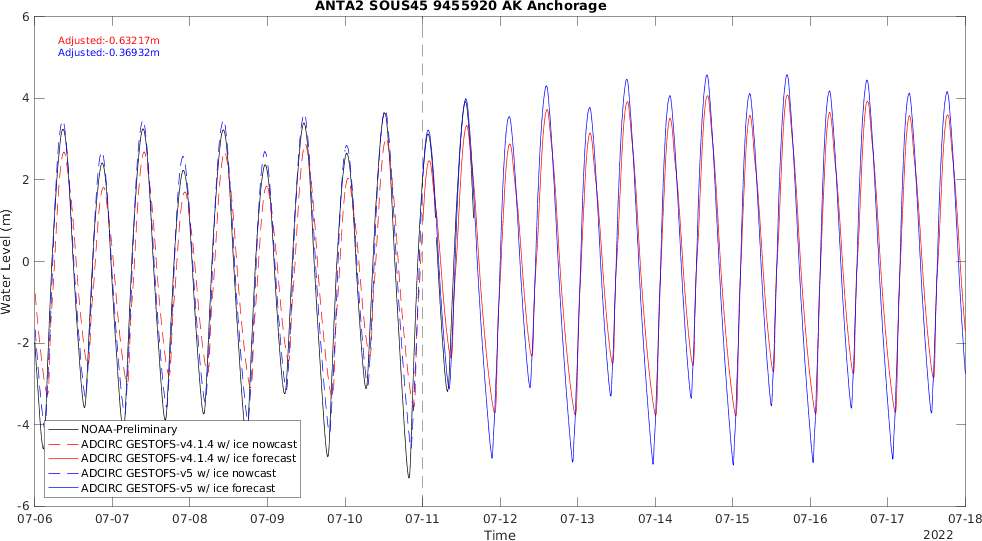 ANTA2 SOUS45 9455920 AK Anchorage
Adjusted:-0.63217m
Adjusted:-0.36932m
6
4
2
0
-2
-4
-6
Water Level (m)
NOAA-Preliminary
ADCIRC GESTOFS-v4.1.4 w/ ice nowcast
ADCIRC GESTOFS-v4.1.4 w/ ice forecast
ADCIRC GESTOFS-v5 w/ ice nowcast
ADCIRC GESTOFS-v5 w/ ice forecast
07-06 07-07 07-08 07-09 07-10 07-11 07-12 07-13 07-14 07-15 07-16 07-17 07-18
Time
2022